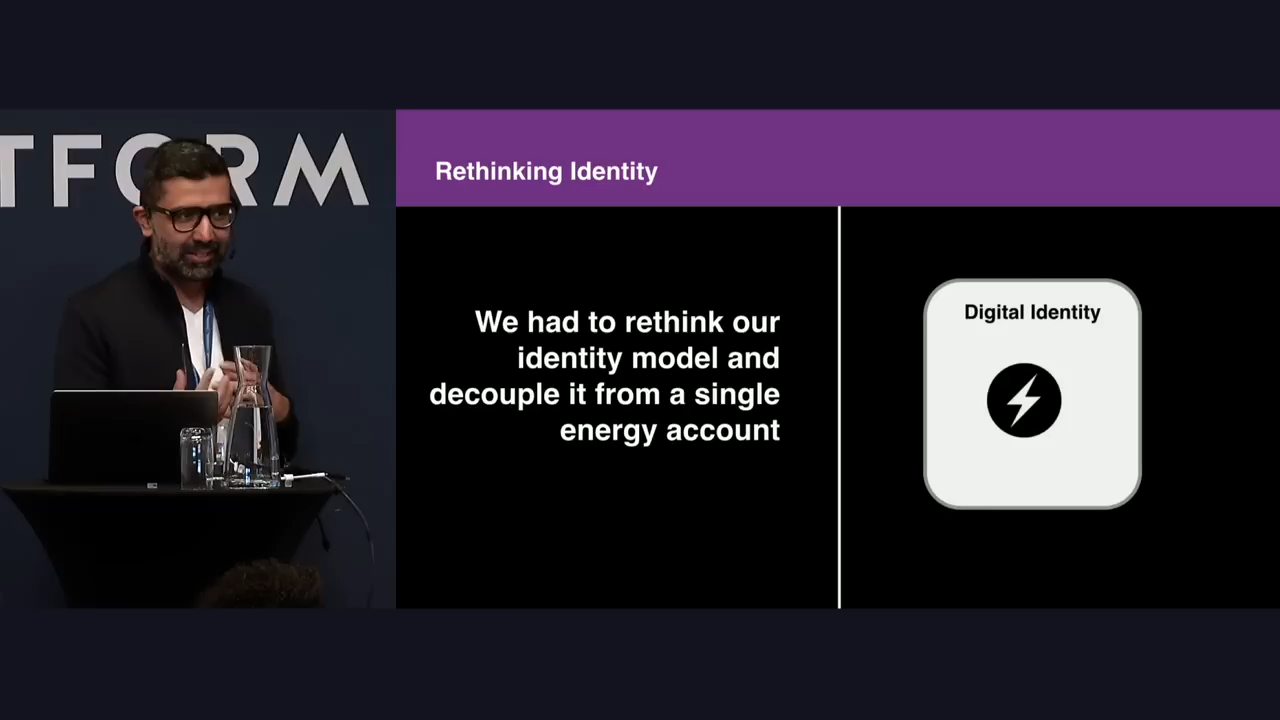 TFORM
Rethinking Identity
We had to rethink our
identity model and
decouple it from a single
energy account
Digital Identity